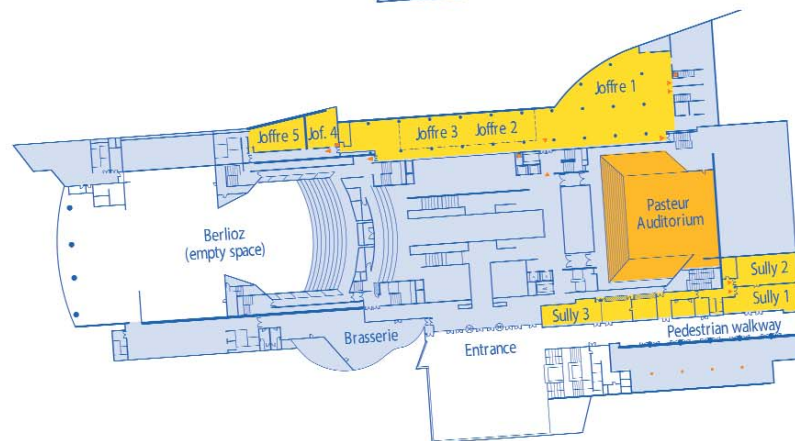 Joffre 1
Joffre 5
Jof. 4
Joffre 3
Joffre 2
Pasteur
Auditorium
Berlioz
(empty space)
Sully 2
Sully 1
Sully 3
Pedestrian walkway
Brasserie
Entrance